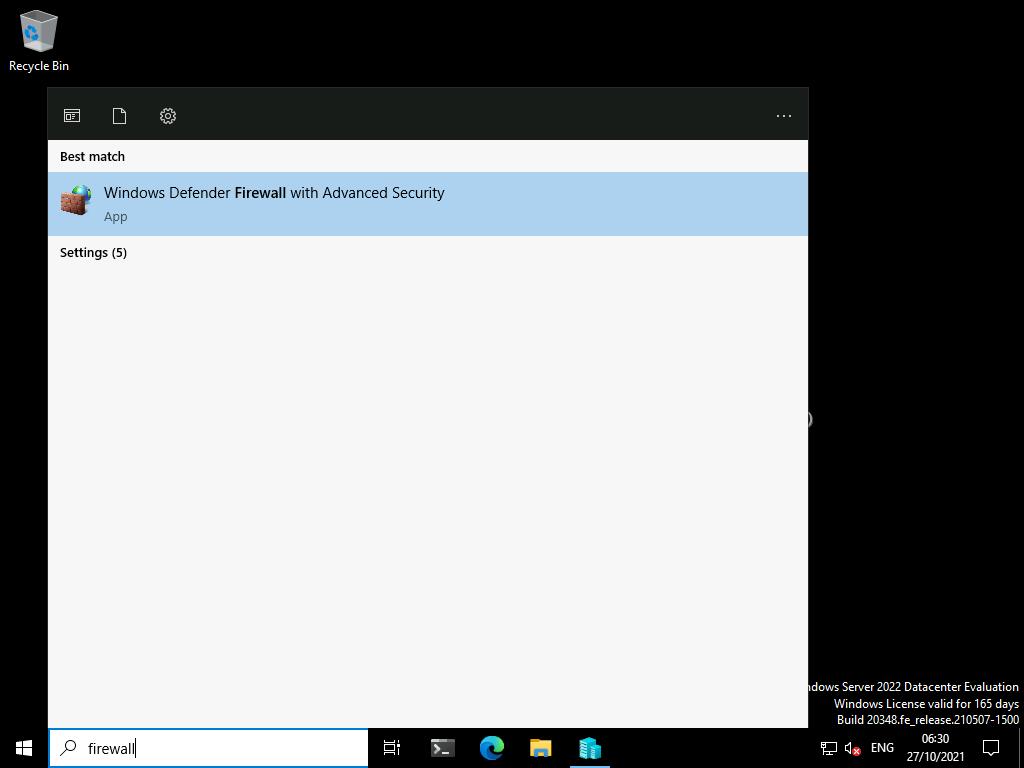 Recycle Bin
Best match
Windows Defender Firewall with Advanced Security
App
Settings (5)
Server 2022 Datacenter Evaluation
Windows License valid for 165 days
Build 20348.fe_release.210507-1500
firewall
ENG
06:30
27/10/2021